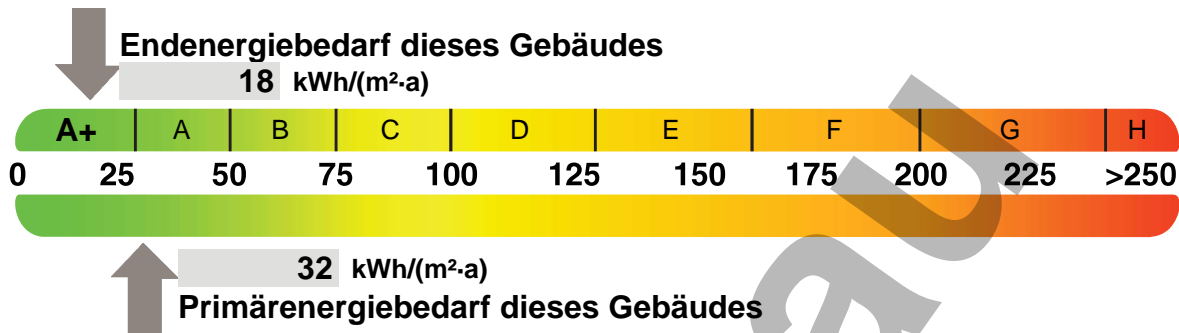 Endenergiebedarf dieses Gebäudes
18 kWh/(m²·a)
A+ A B C D E F G H
0 25 50 75 100 125 150 175 200 225 >250
32 kWh/(m²·a)
Primärenergiebedarf dieses Gebäudes